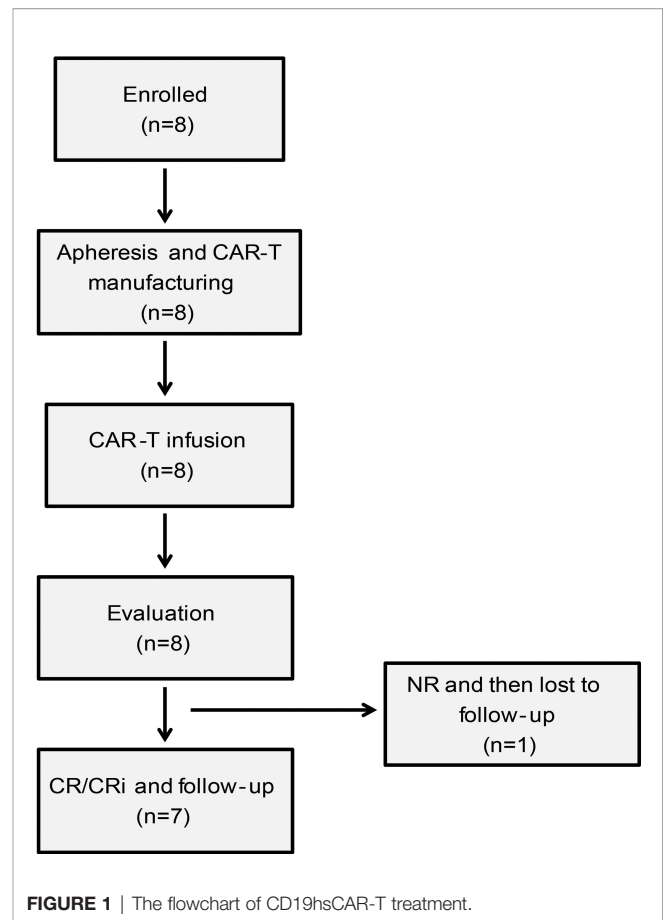 Enrolled
(n=8)
Apheresis and CAR-T
manufacturing
(n=8)
CAR-T infusion
(n=8)
Evaluation
(n=8)
NR and then lost to
follow-up
(n=1)
CR/CRi and follow-up
(n=7)
FIGURE 1 | The flowchart of CD19hsCAR-T treatment.